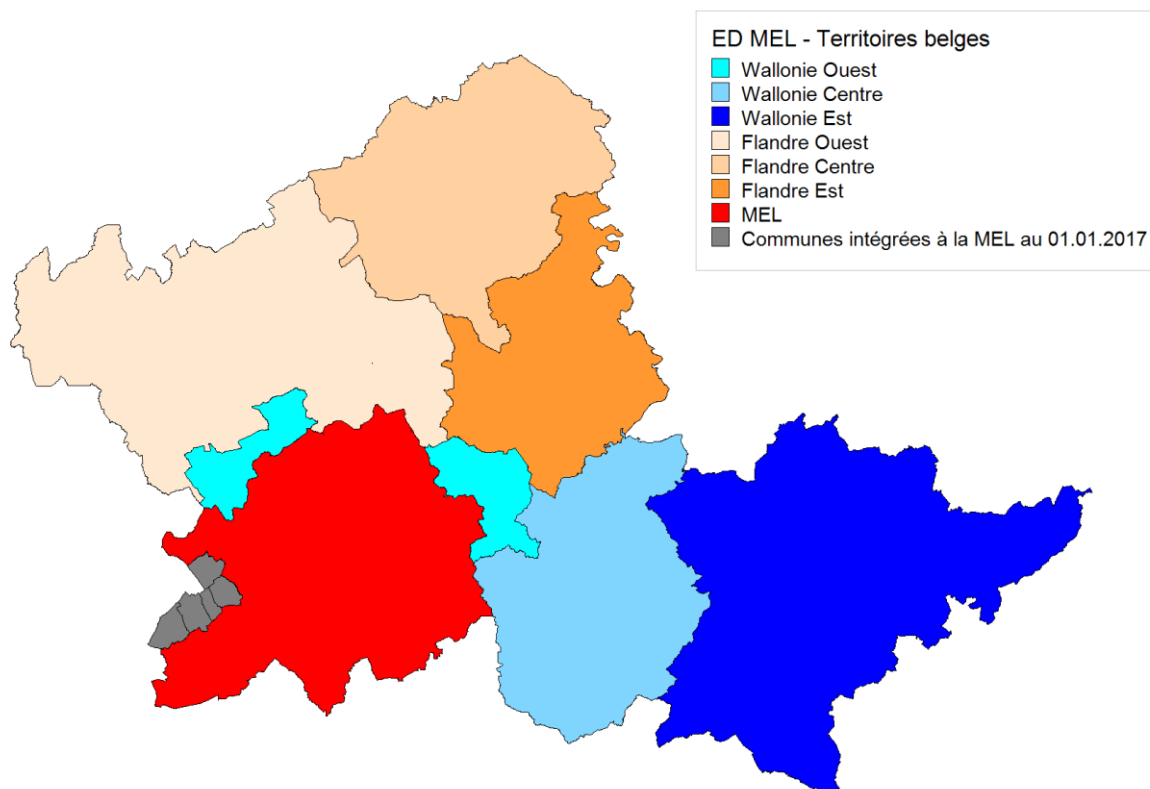 ED MEL - Territoires belges
Wallonie Ouest
Wallonie Centre
Wallonie Est
Flandre Ouest
Flandre Centre
Flandre Est
MEL
Communes intégrées à la MEL au 01.01.2017